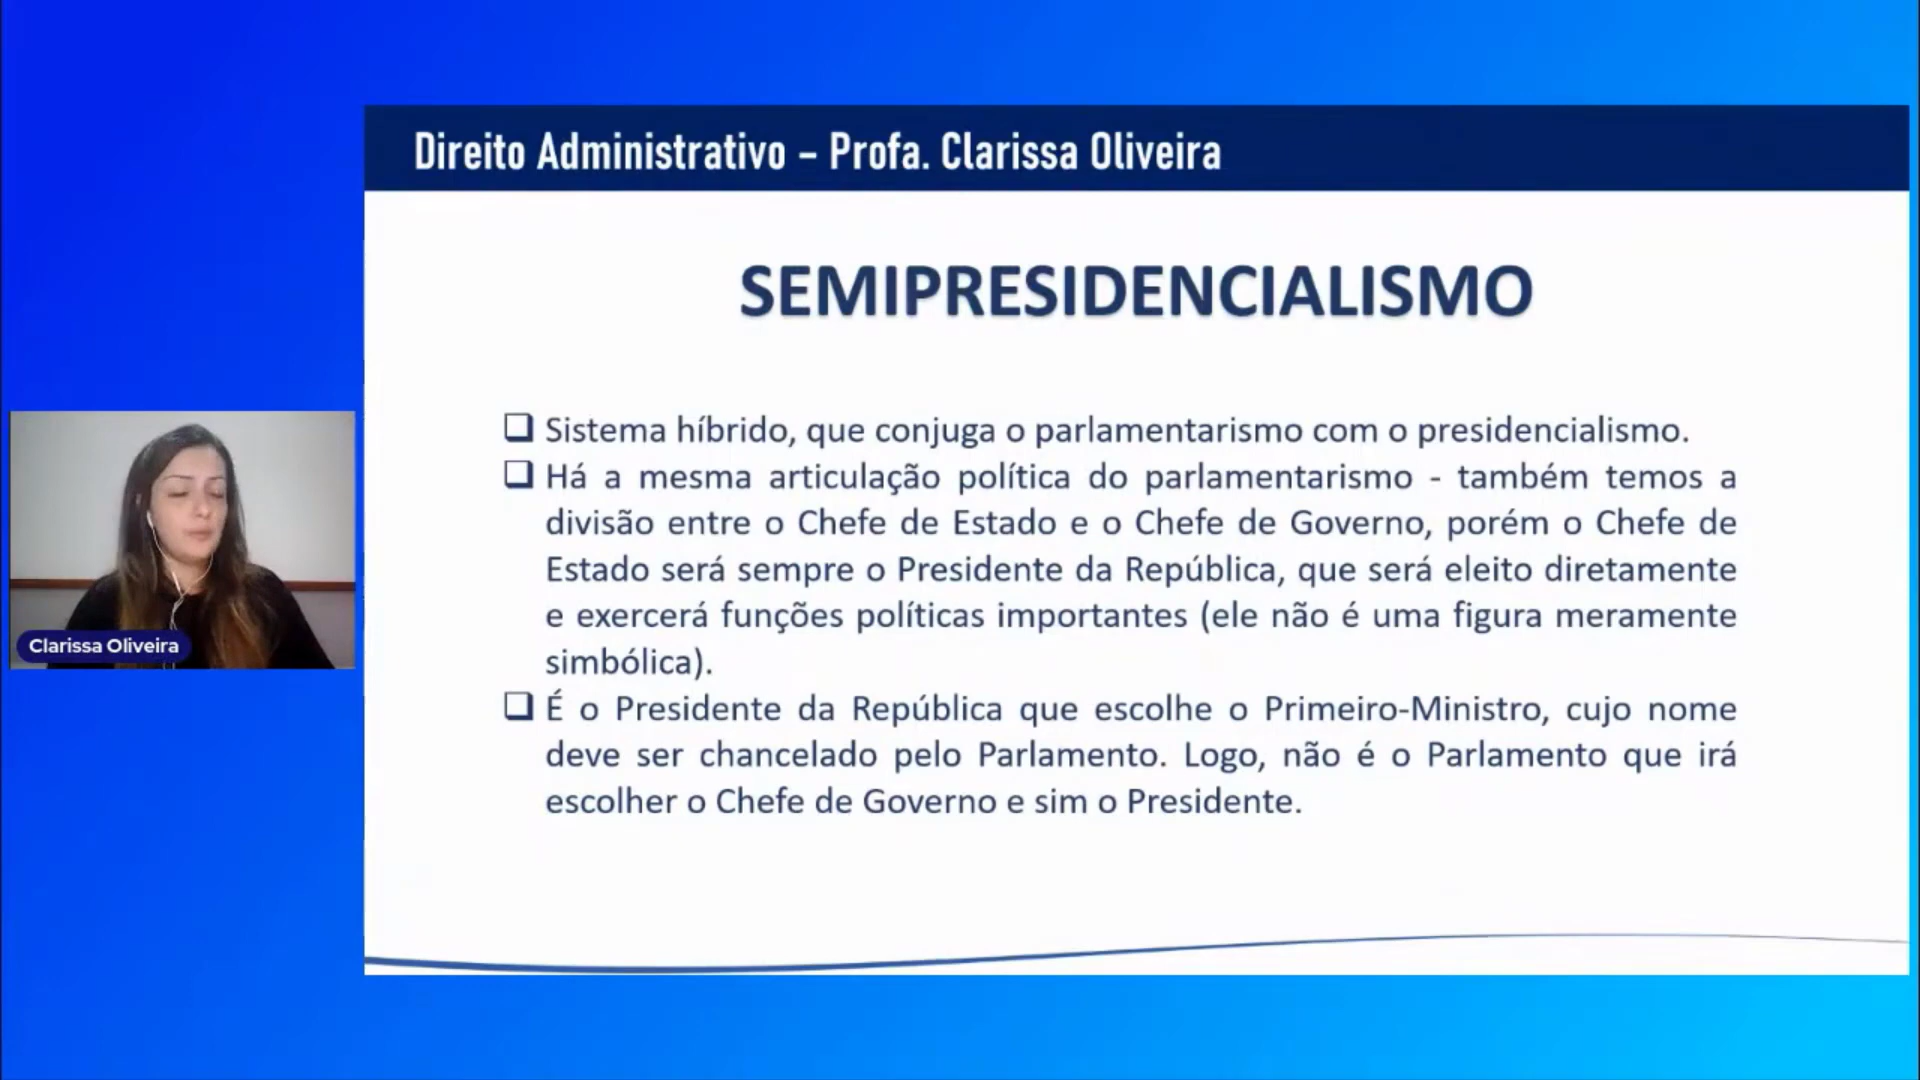 Direito Administrativo – Profa. Clarissa Oliveira
SEMIPRESIDENCIALISMO
Sistema híbrido, que conjuga o parlamentarismo com o presidencialismo.
Há a mesma articulação política do parlamentarismo - também temos a
divisão entre o Chefe de Estado e o Chefe de Governo, porém o Chefe de
Estado será sempre o Presidente da República, que será eleito diretamente
e exercerá funções políticas importantes (ele não é uma figura meramente
simbólica).
É o Presidente da República que escolhe o Primeiro-Ministro, cujo nome
deve ser chancelado pelo Parlamento. Logo, não é o Parlamento que irá
escolher o Chefe de Governo e sim o Presidente.
Clarissa Oliveira